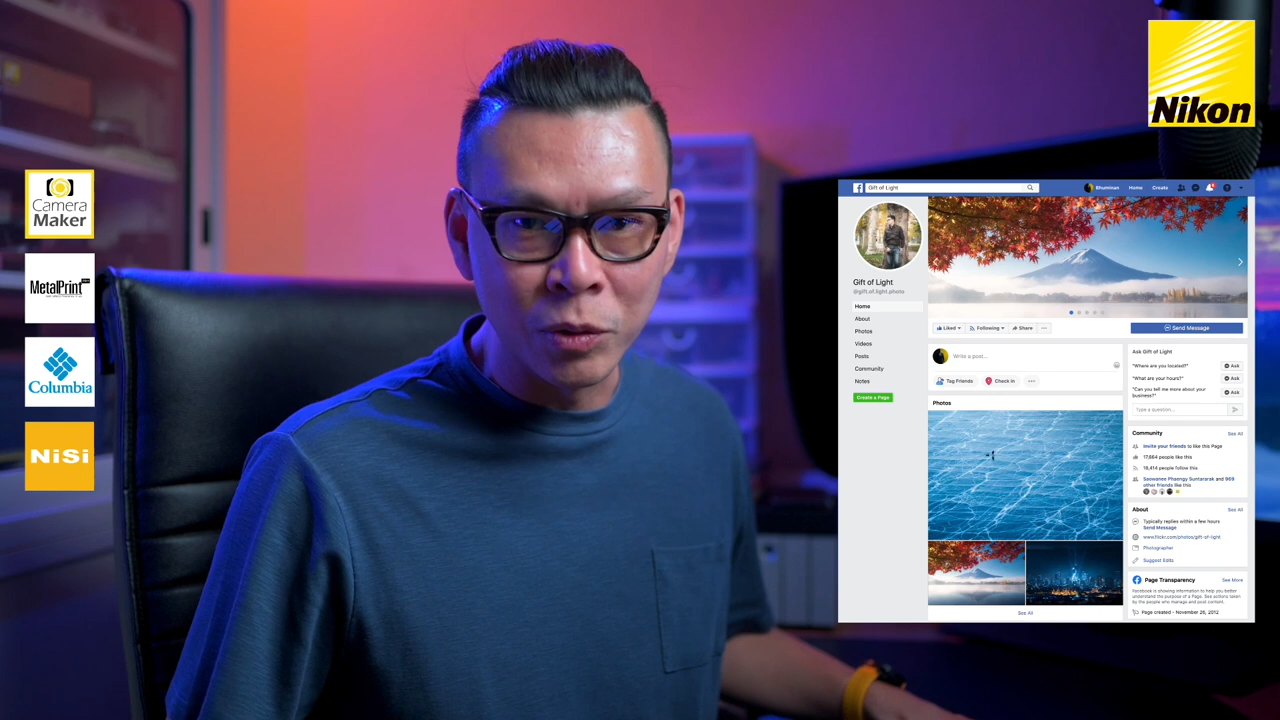 Nikon
Camera
Maker
MetalPrint
Columbia
NiSi
Gift of Light
Bhuminan
Home
Create
Gift of Light
@gift.of.light.photo
Home
About
Photos
Videos
Posts
Community
Notes
Create a Page
Liked
Following
Share
Send Message
Write a post...
Tag Friends
Check in
Photos
See All
Ask Gift of Light
"Where are you located?"
Ask
"What are your hours?"
Ask
"Can you tell me more about your
business?"
Ask
Type a question...
Community
See All
Invite your friends to like this Page
17,864 people like this
18,414 people follow this
Saowanee Phaengy Suntararak and 969
other friends like this
About
See All
Typically replies within a few hours
Send Message
www.flickr.com/photos/gift-of-light
Photographer
Suggest Edits
Page Transparency
See More
Facebook is showing information to help you better
understand the purpose of a Page. See actions taken
by the people who manage and post content.
Page created - November 26, 2012